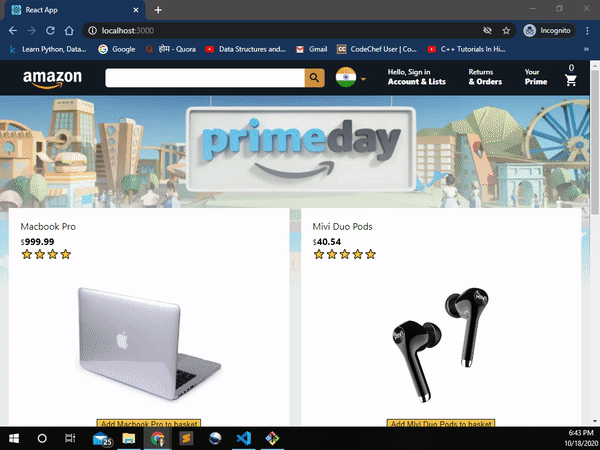 React App
localhost:3000
Incognito
Learn Python, Data...
Google
होम - Quora
Data Structures and...
Gmail
CodeChef User | Co...
C++ Tutorials In Hi...
amazon
Hello, Sign in
Account & Lists
Returns
& Orders
Your
Prime
0
primeday
Macbook Pro
$999.99
Mivi Duo Pods
$40.54
Add Macbook Pro to basket
Add Mivi Duo Pods to basket
25
6:43 PM
10/18/2020